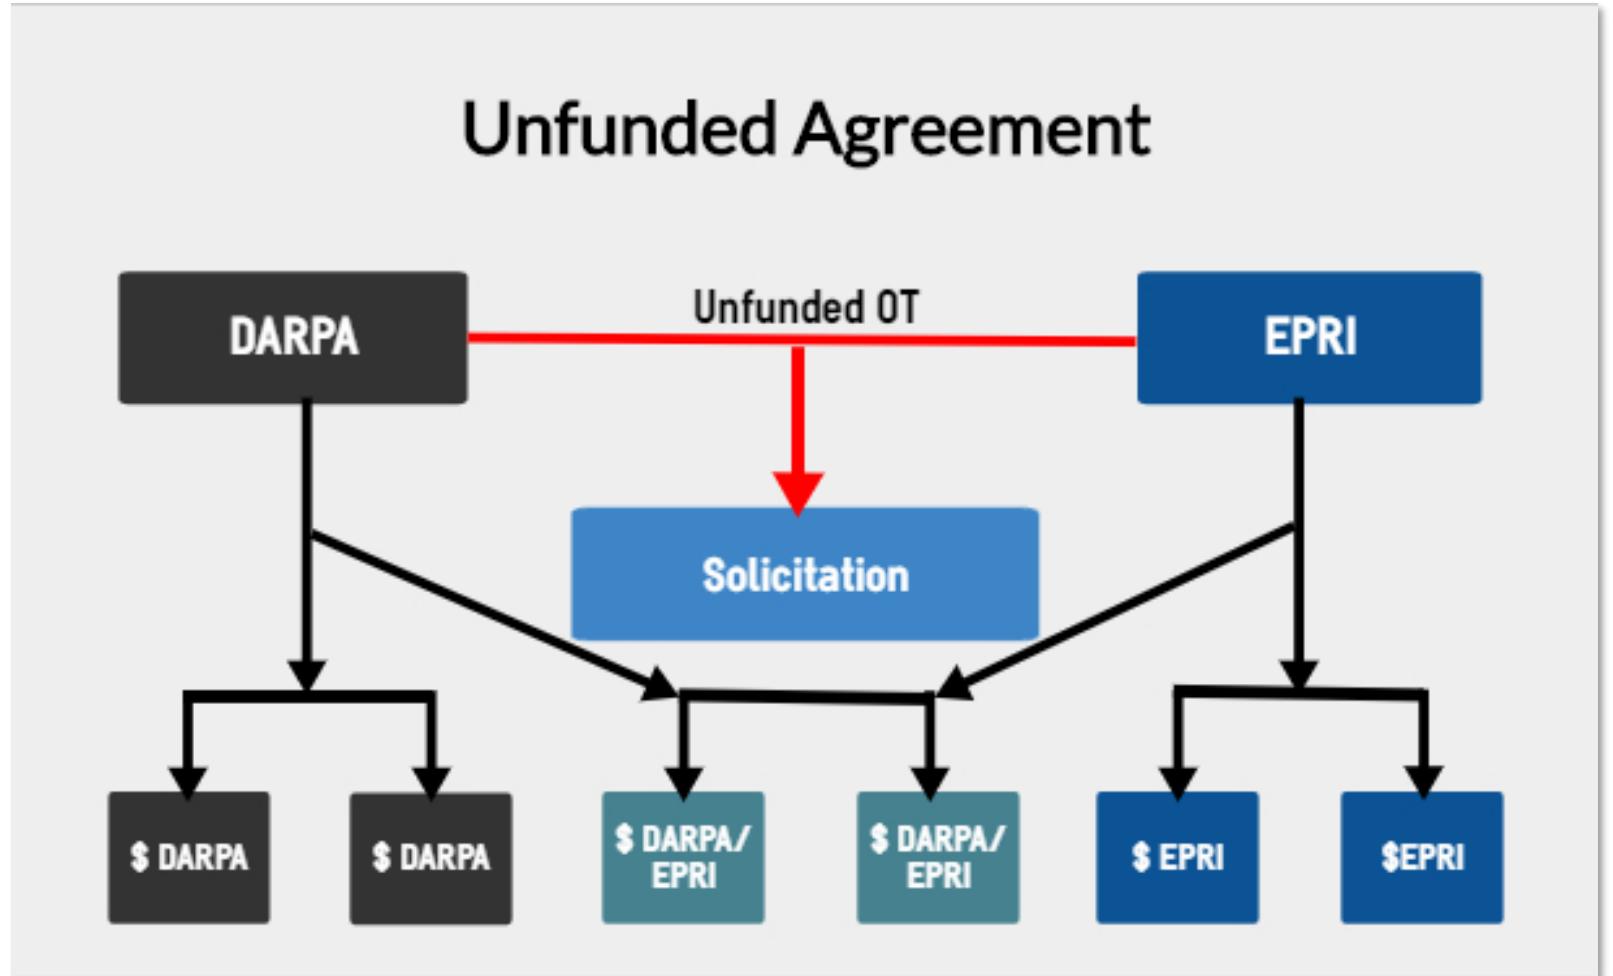 Unfunded Agreement
DARPA
Unfunded OT
EPRI
Solicitation
$ DARPA
$ DARPA
$ DARPA/
EPRI
$ DARPA/
EPRI
$ EPRI
$EPRI